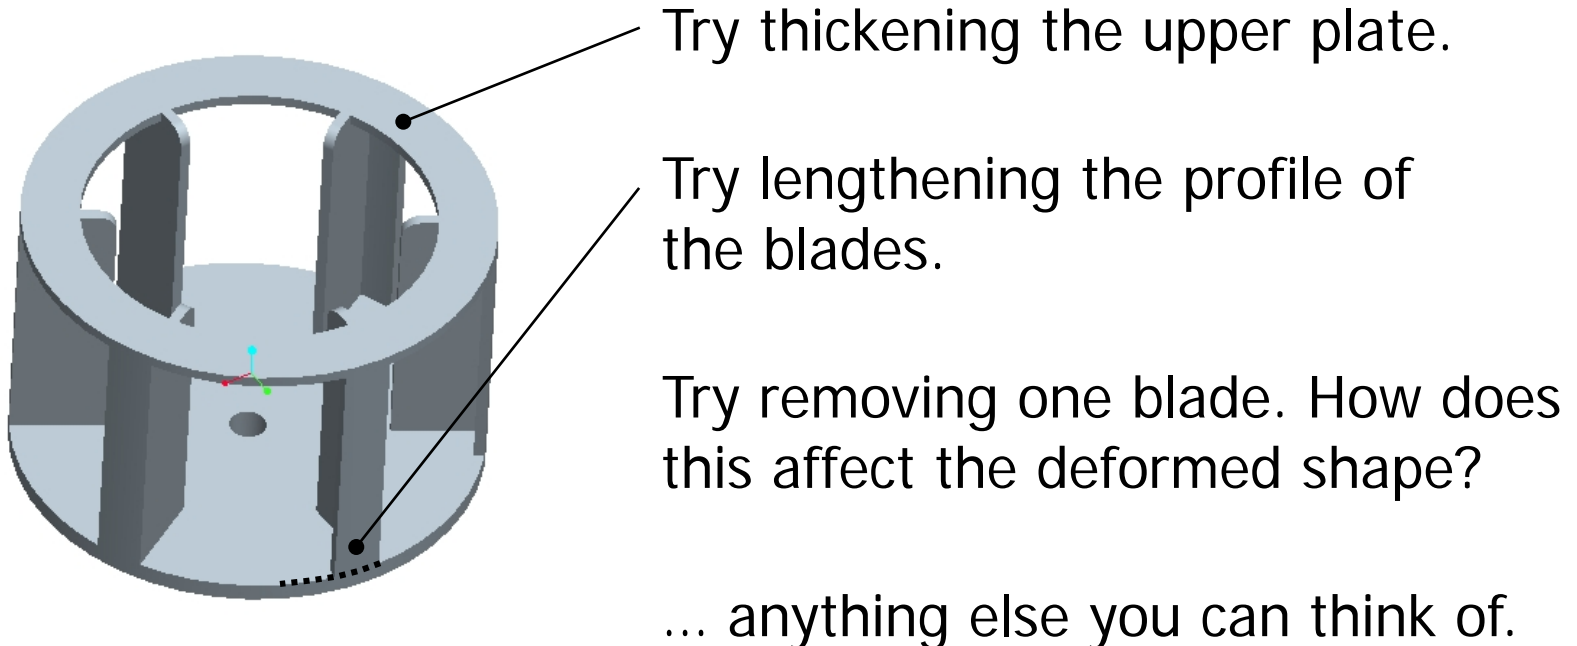 Try thickening the upper plate.
Try lengthening the profile of
the blades.
Try removing one blade. How does
this affect the deformed shape?
... anything else you can think of.